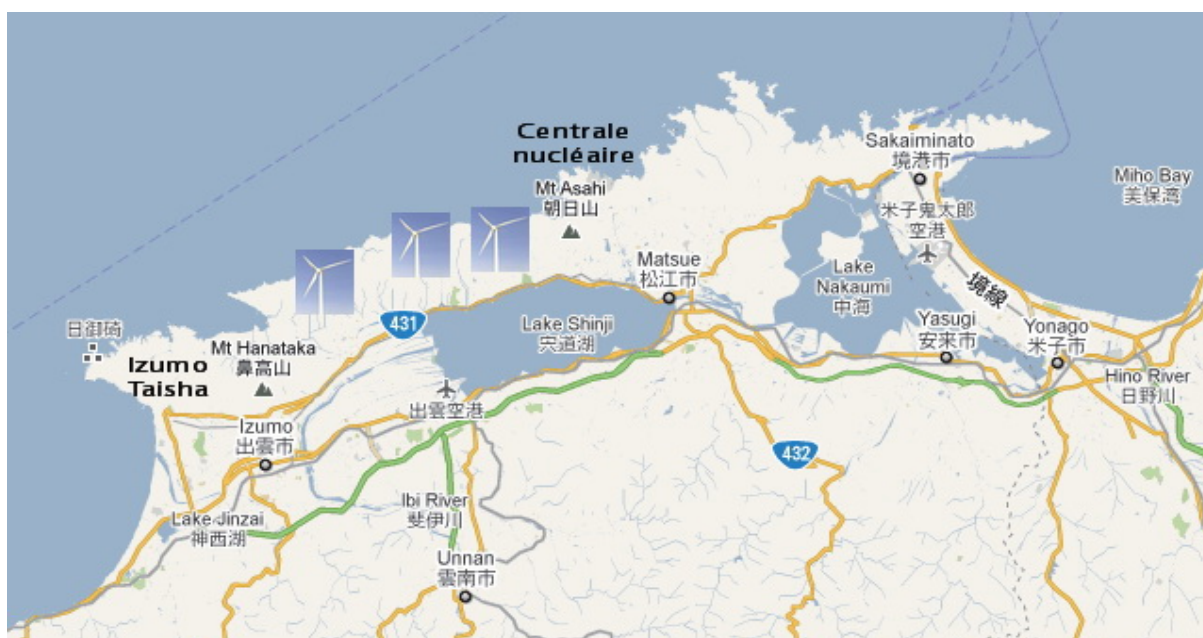 Centrale
nucléaire
Sakaiminato
境港市
Mt Asahi
朝日山
Miho Bay
美保湾
米子鬼太郎
空港
Matsue
松江市
Lake
Nakaumi
中海
境線
431
Lake Shinji
宍道湖
Yasugi
安来市
Yonago
米子市
日御碕
Mt Hanataka
鼻高山
Izumo
Taisha
Hino River
日野川
出雲空港
Izumo
出雲市
432
Ibi River
斐伊川
Lake Jinzai
神西湖
Unnan
雲南市